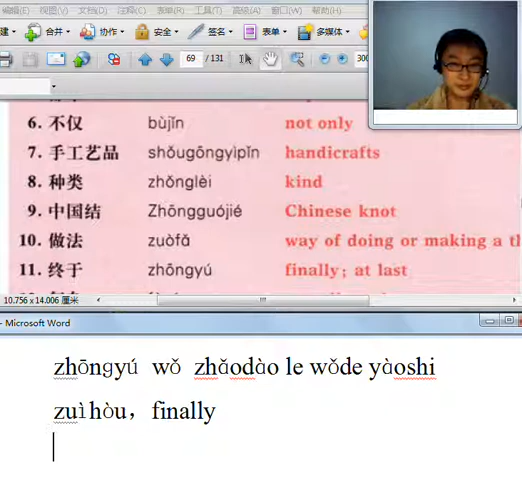 编辑(E) 视图(V) 文档(D) 注释(C) 表单(R) 工具(T) 高级(A) 窗口(W) 帮助(H)
建 合并 协作 安全 签名 表单 多媒体
69 / 131 300
6. 不仅 bùjǐn not only
7. 手工艺品 shǒugōngyìpǐn handicrafts
8. 种类 zhǒnglèi kind
9. 中国结 Zhōngguójié Chinese knot
10. 做法 zuòfǎ way of doing or making a th
11. 终于 zhōngyú finally; at last
10.756 x 14.006 厘米
- Microsoft Word
zhōngyú wǒ zhǎodào le wǒde yàoshi
zuìhòu，finally